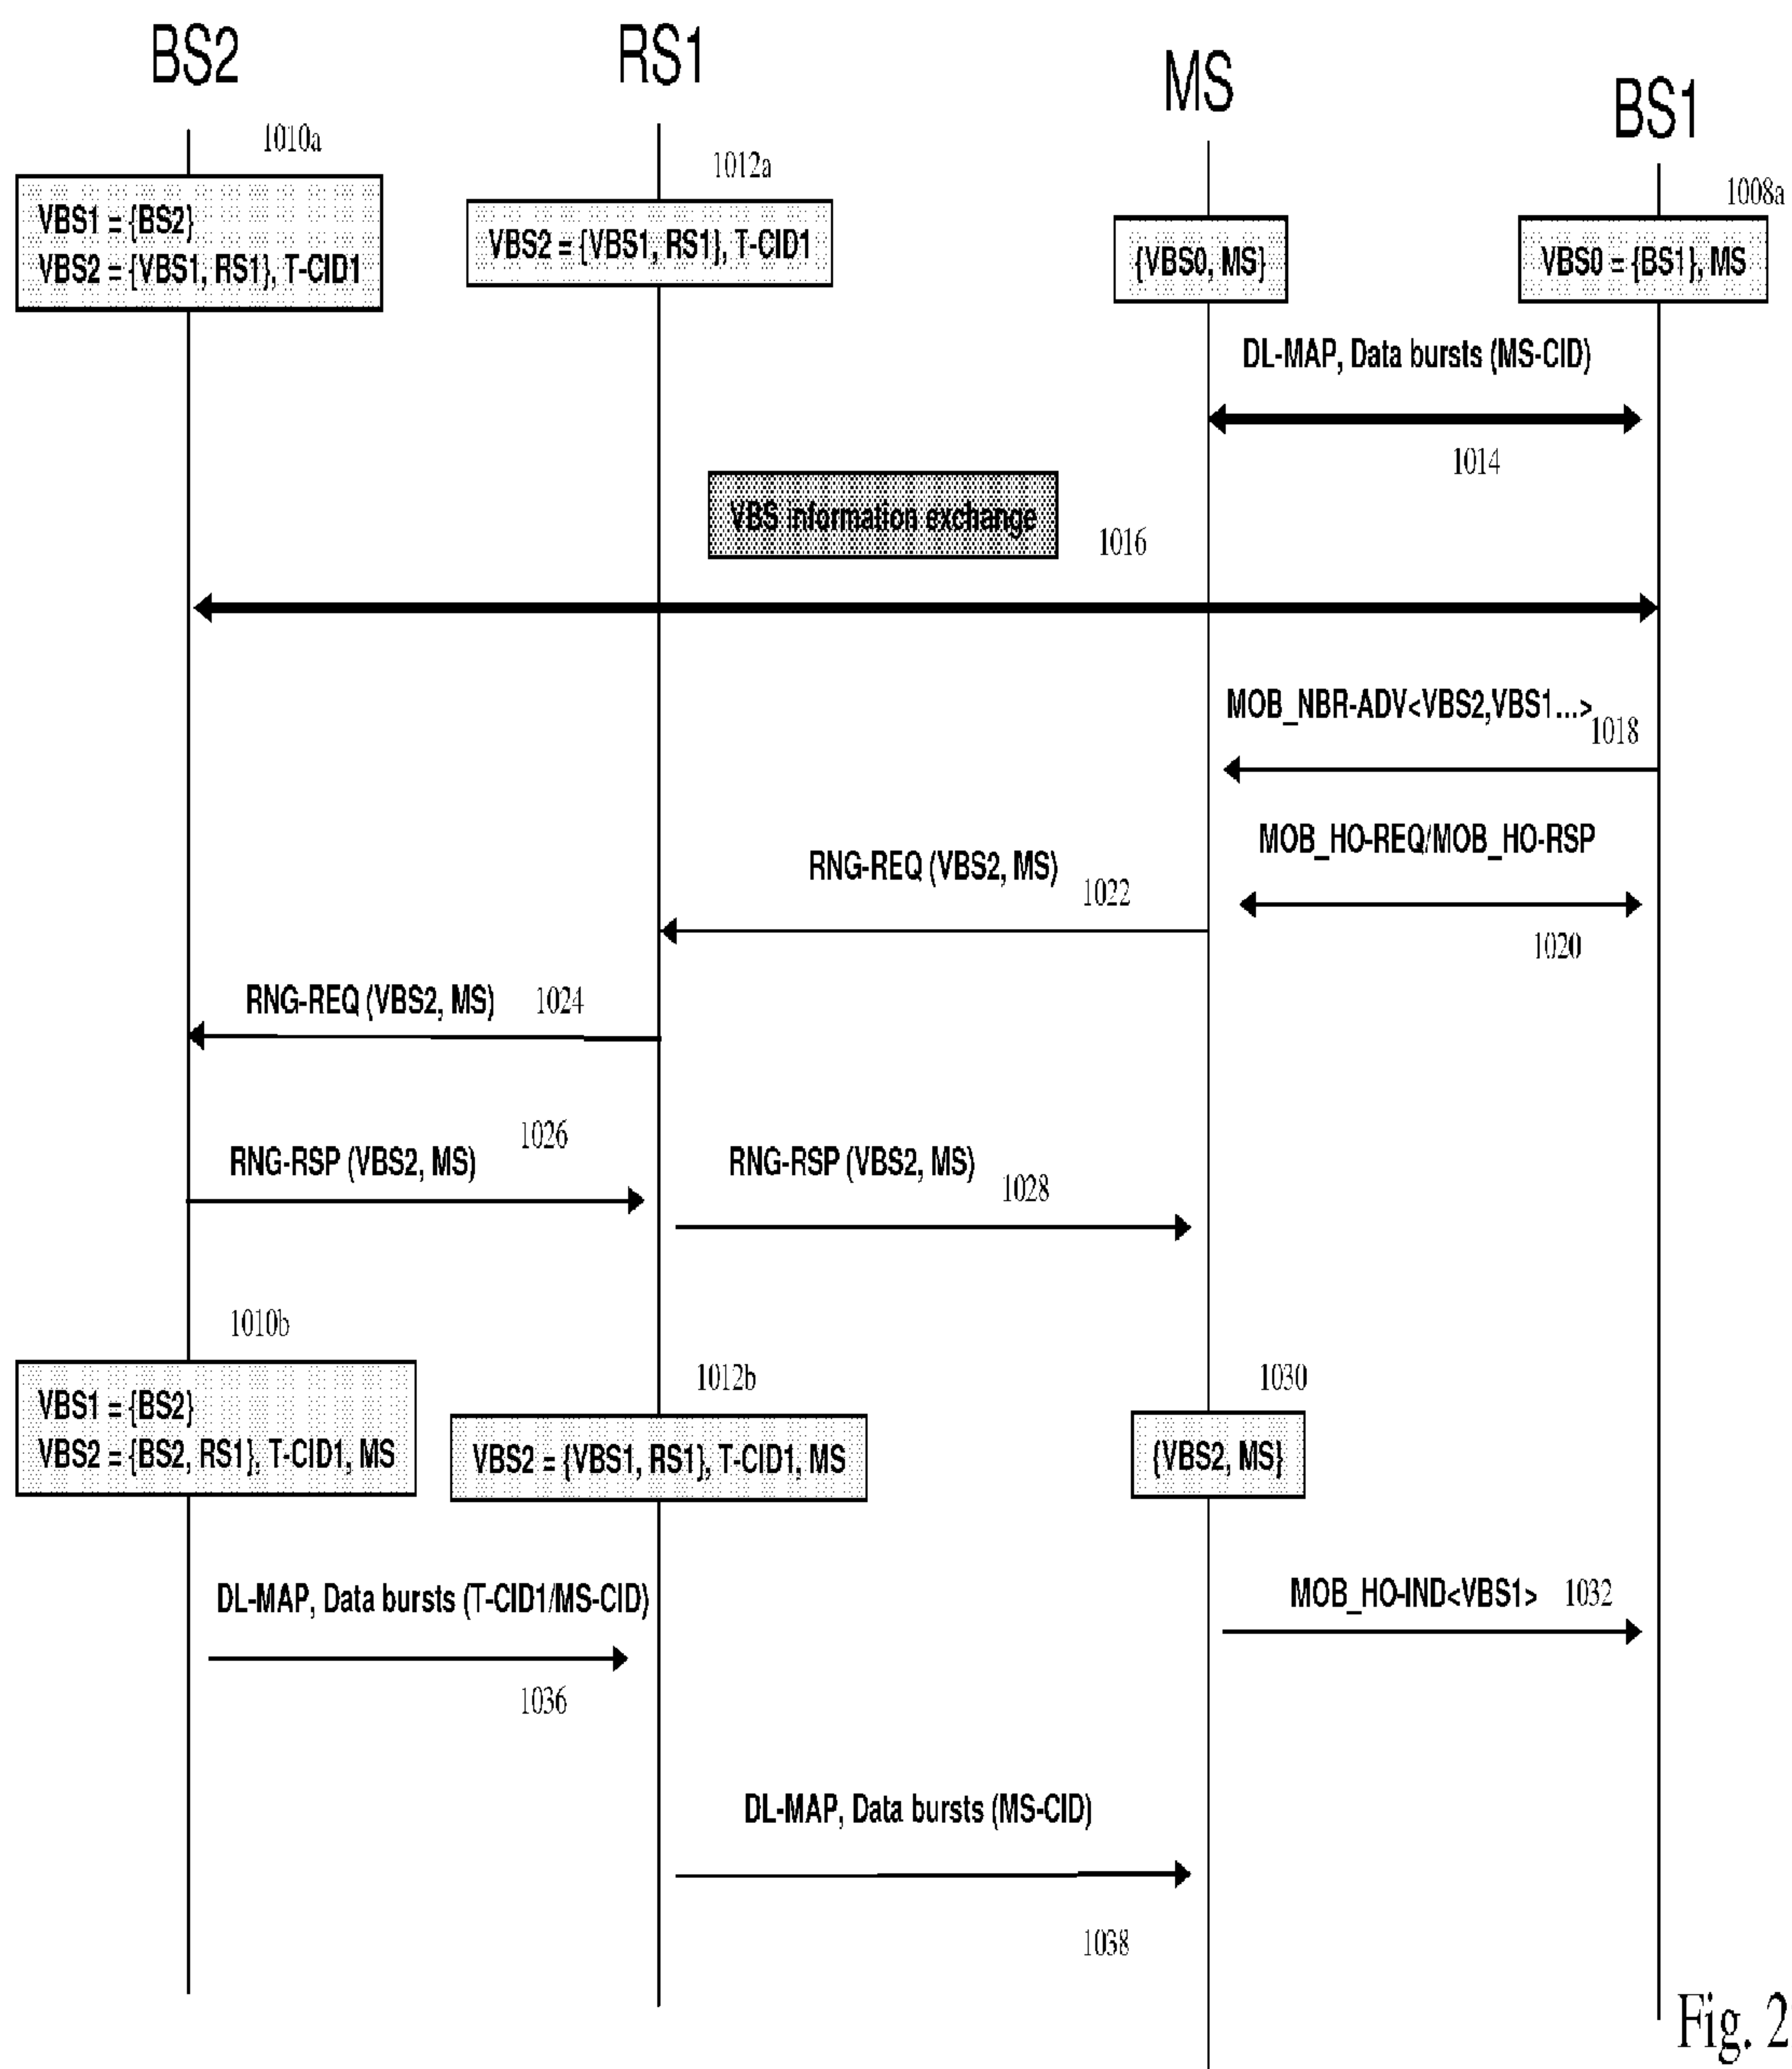 BS2
RS1
MS
BS1
1010a
1012a
1008a
VBS1 = {BS2}
VBS2 = {VBS1, RS1}, T-CID1
VBS2 = {VBS1, RS1}, T-CID1
{VBS0, MS}
VBS0 = {BS1}, MS
DL-MAP, Data bursts (MS-CID)
1014
VBS information exchange
1016
MOB_NBR-ADV<VBS2,VBS1...>
1018
MOB_HO-REQ/MOB_HO-RSP
RNG-REQ (VBS2, MS)
1022
1020
RNG-REQ (VBS2, MS)
1024
1026
RNG-RSP (VBS2, MS)
RNG-RSP (VBS2, MS)
1028
1010b
1012b
1030
VBS1 = {BS2}
VBS2 = {BS2, RS1}, T-CID1, MS
VBS2 = {VBS1, RS1}, T-CID1, MS
{VBS2, MS}
DL-MAP, Data bursts (T-CID1/MS-CID)
MOB_HO-IND<VBS1>
1032
1036
DL-MAP, Data bursts (MS-CID)
1038
Fig. 2